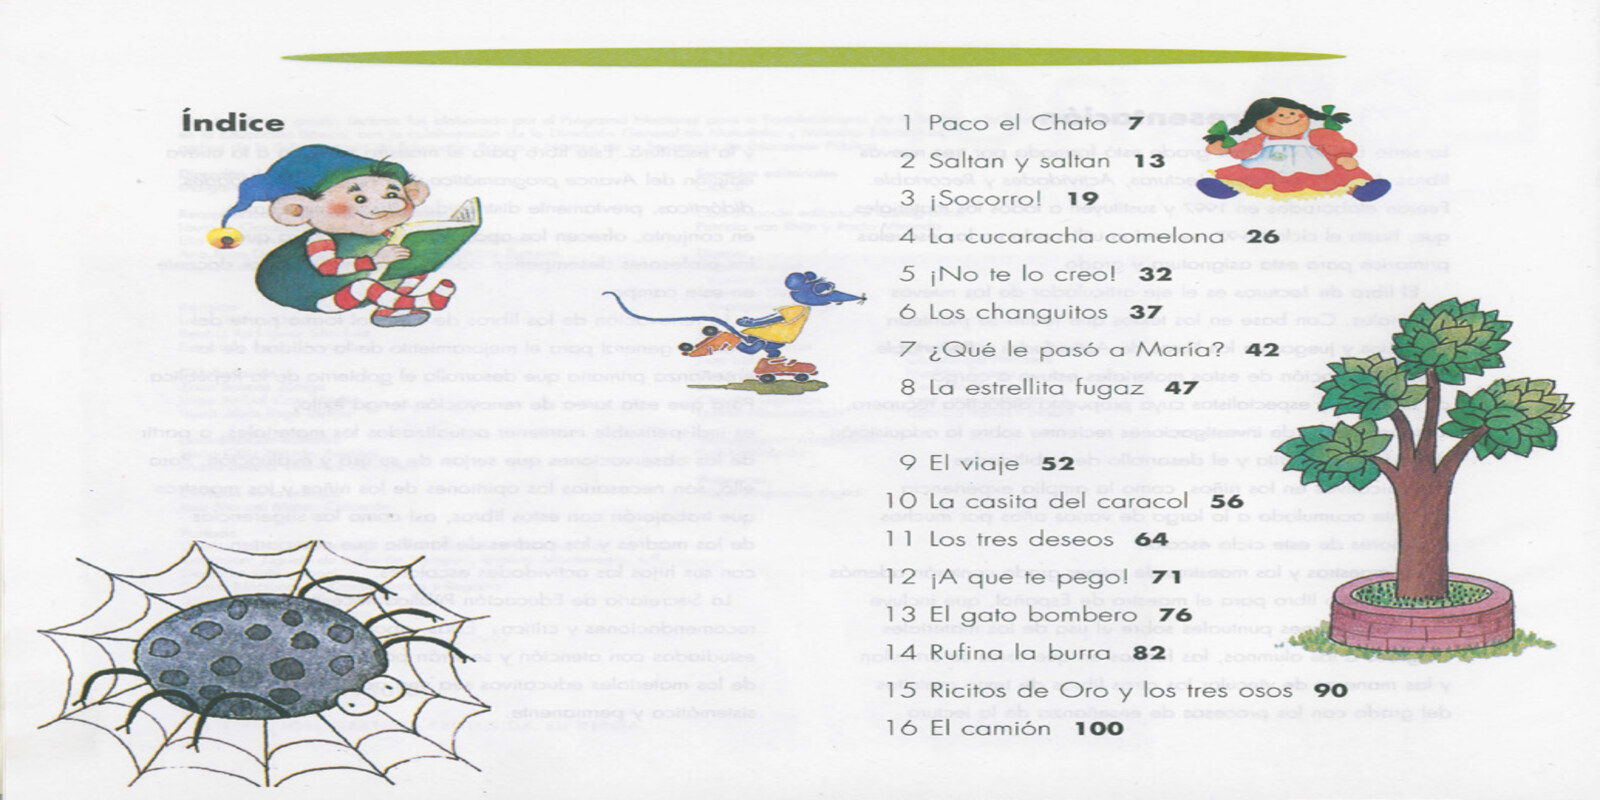 Índice
1 Paco el Chato 7
2 Saltan y saltan 13
3 ¡Socorro! 19
4 La cucaracha comelona 26
5 ¡No te lo creo! 32
6 Los changuitos 37
7 ¿Qué le pasó a María? 42
8 La estrellita fugaz 47
9 El viaje 52
10 La casita del caracol 56
11 Los tres deseos 64
12 ¡A que te pego! 71
13 El gato bombero 76
14 Rufina la burra 82
15 Ricitos de Oro y los tres osos 90
16 El camión 100